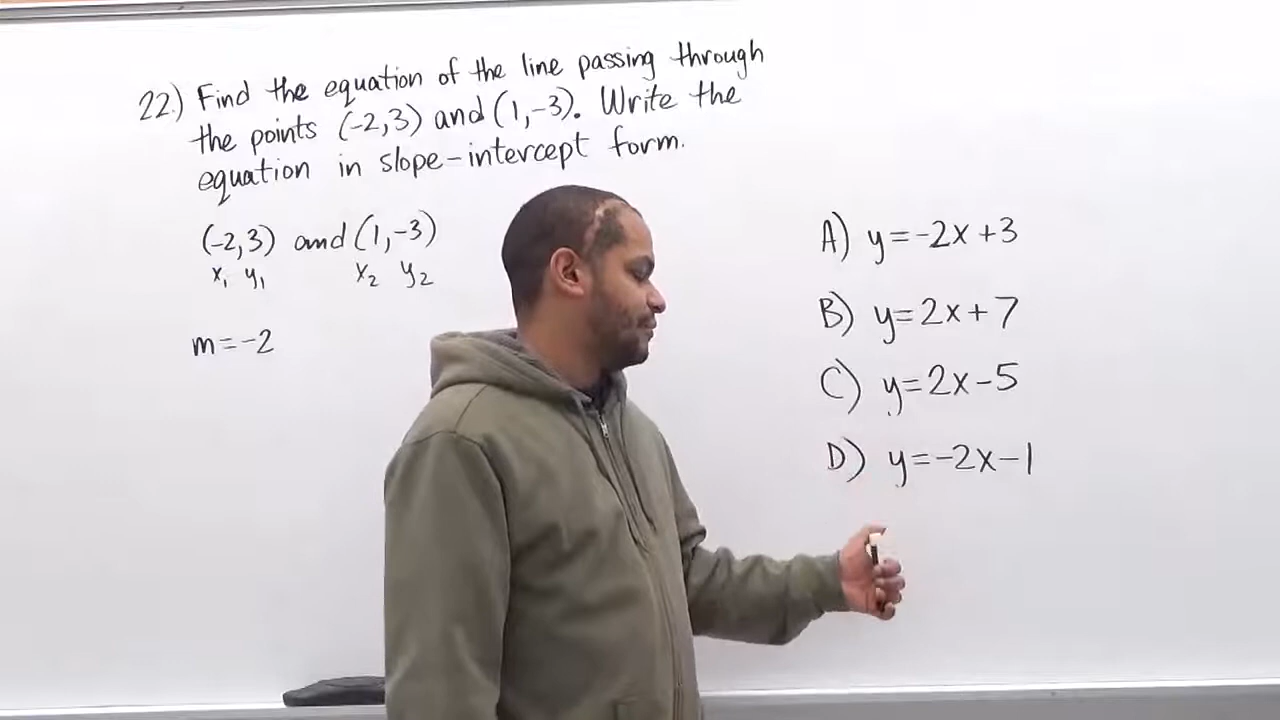 22.) Find the equation of the line passing through
the points (-2,3) and (1,-3). Write the
equation in slope-intercept form.
(-2,3) and (1,-3)
x₁ y₁ x₂ y₂
m=-2
A) y=-2x+3
B) y=2x+7
C) y=2x-5
D) y=-2x-1